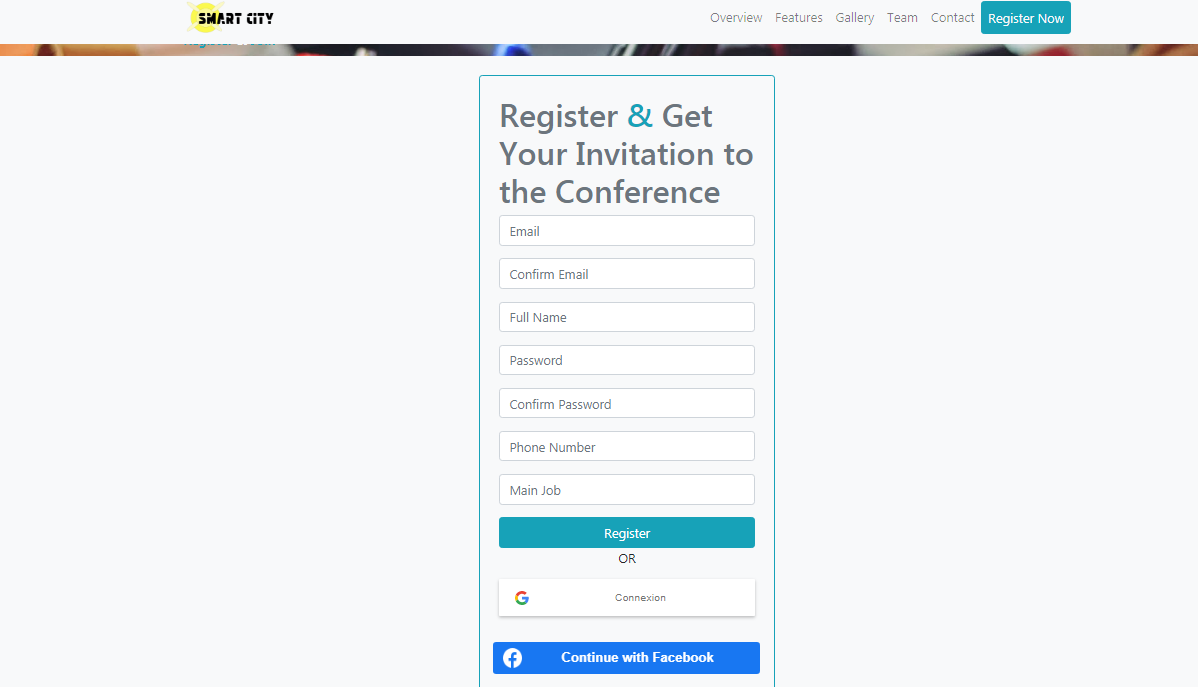 SMART CITY
Overview Features Gallery Team Contact Register Now
Register & Get
Your Invitation to
the Conference
Email
Confirm Email
Full Name
Password
Confirm Password
Phone Number
Main Job
Register
OR
Connexion
Continue with Facebook